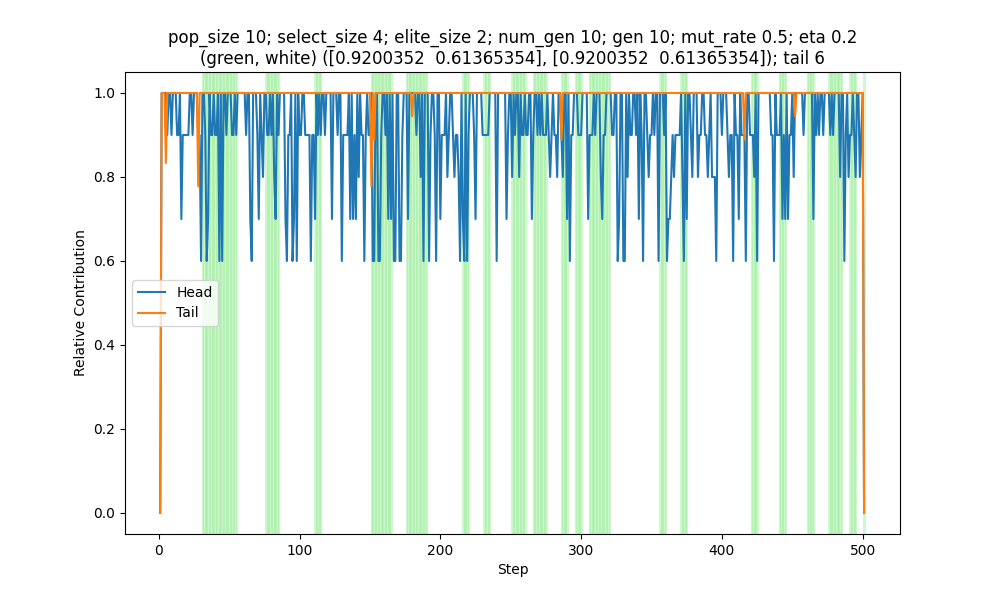 pop_size 10; select_size 4; elite_size 2; num_gen 10; gen 10; mut_rate 0.5; eta 0.2
(green, white) ([0.9200352  0.61365354], [0.9200352  0.61365354]); tail 6
1.0
0.8
0.6
0.4
0.2
0.0
Relative Contribution
Head
Tail
0
100
200
300
400
500
Step